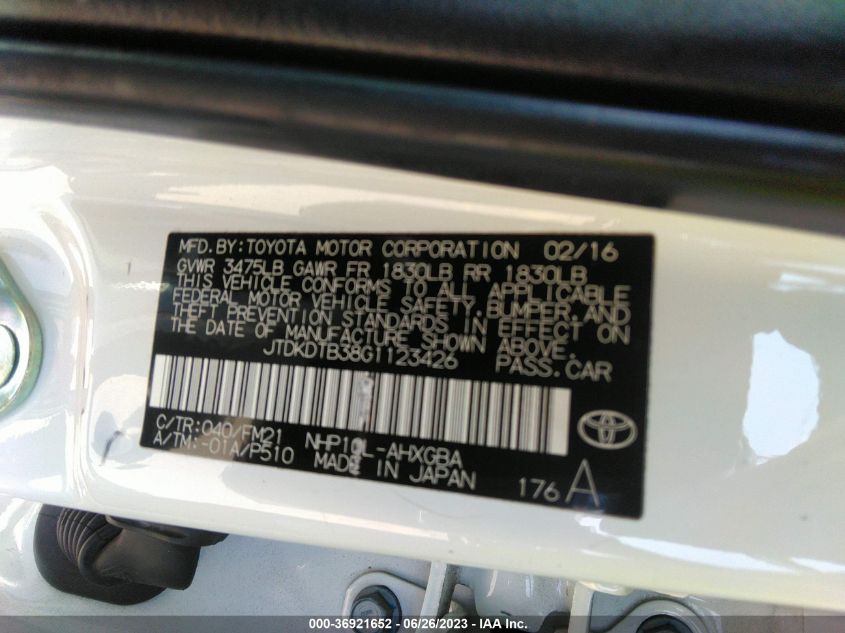 MFD.BY:TOYOTA MOTOR CORPORATION 02/16
GVWR 3475LB GAWR FR 1830LB RR 1830LB
THIS VEHICLE CONFORMS TO ALL APPLICABLE
FEDERAL MOTOR VEHICLE SAFETY,BUMPER,AND
THEFT PREVENTION STANDARDS IN EFFECT ON
THE DATE OF MANUFACTURE SHOWN ABOVE.
JTDKDTB38G1123426 PASS.CAR
C/TR:040/FM21 NHP10L-AHXGBA
A/TM:-01A/P510 MADE IN JAPAN
176 A
000-36921652 / 06/26/2023 / IAA Inc.